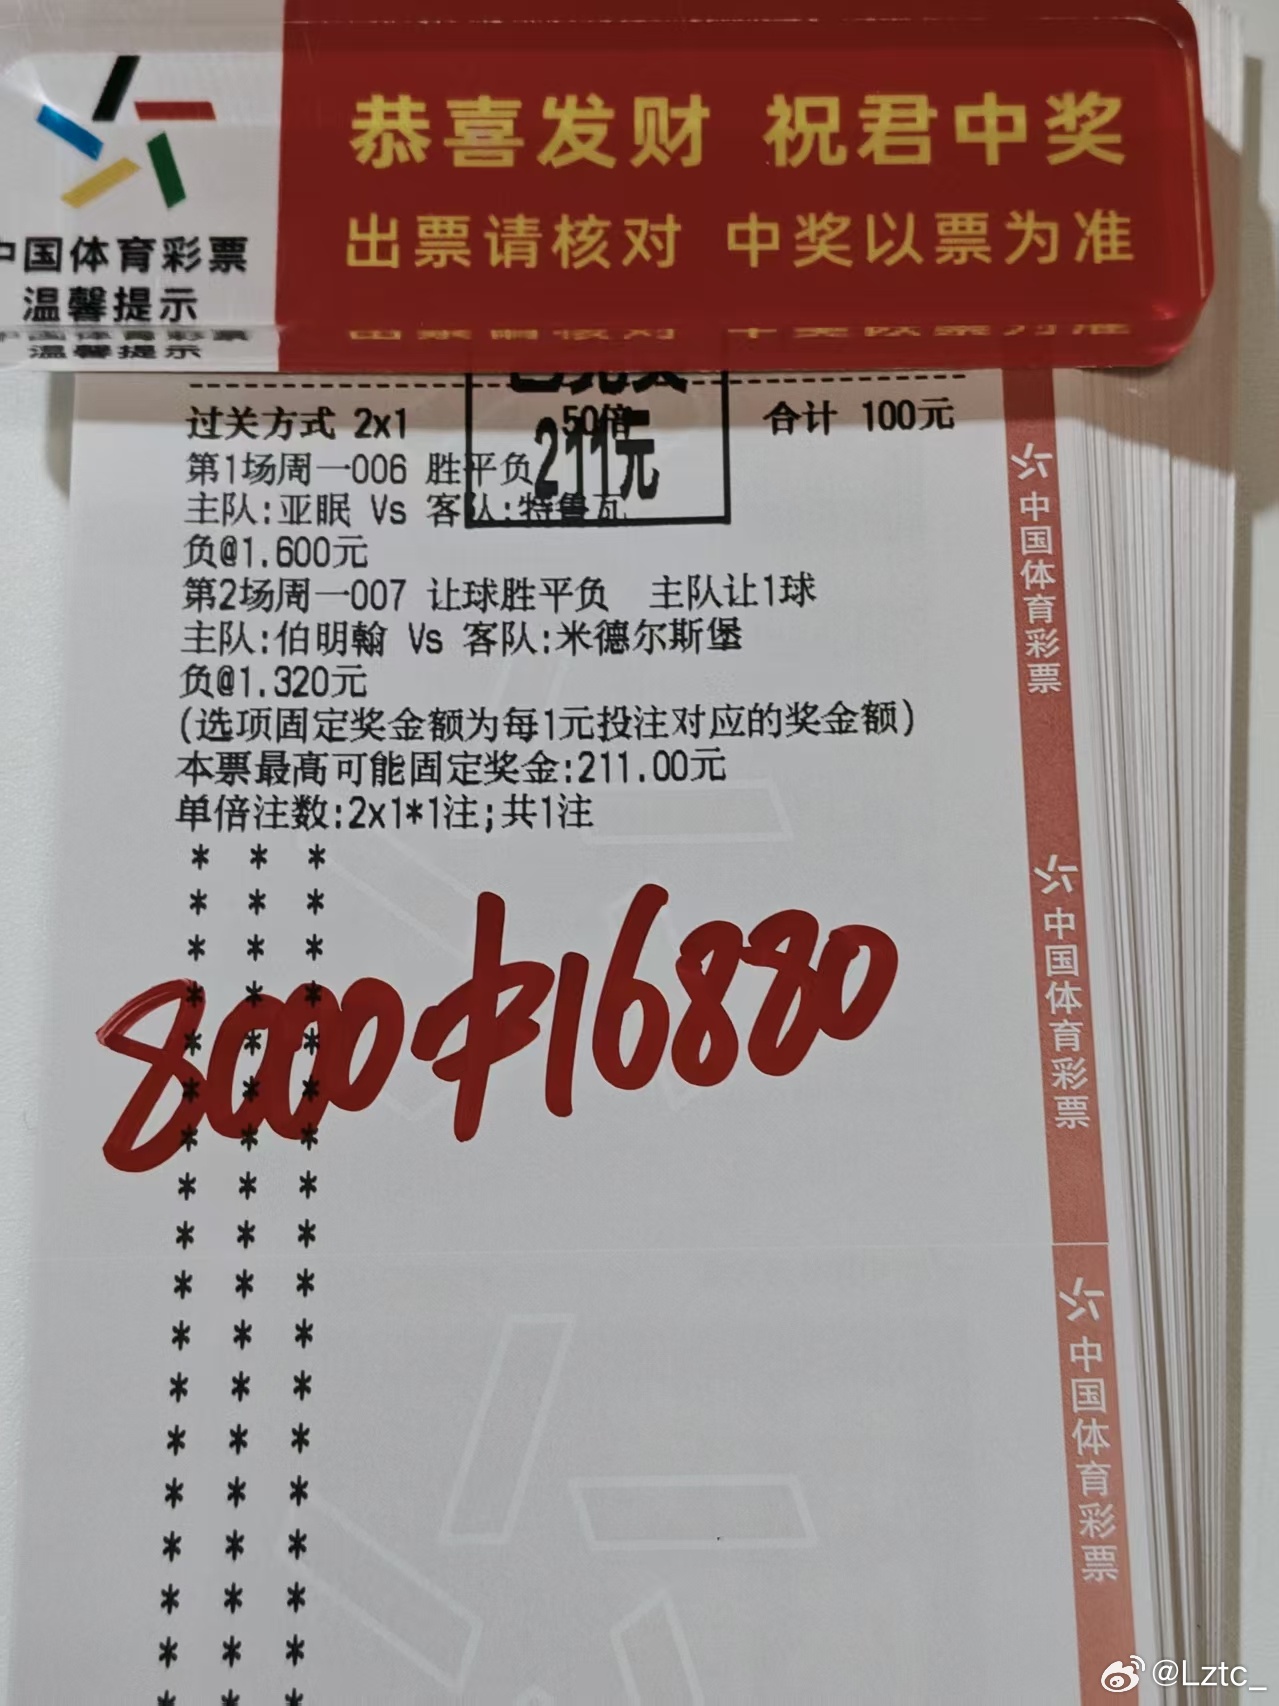 恭喜发财 祝君中奖
出票请核对 中奖以票为准
中国体育彩票
温馨提示
过关方式 2x1 50倍 合计 100元
已兑奖
211元
第1场周一006 胜平负
主队:亚眠 Vs 客队:特鲁瓦
负@1.600元
第2场周一007 让球胜平负 主队让1球
主队:伯明翰 Vs 客队:米德尔斯堡
负@1.320元
(选项固定奖金额为每1元投注对应的奖金额)
本票最高可能固定奖金:211.00元
单倍注数:2x1*1注;共1注
8000中16880
中国体育彩票
中国体育彩票
中国体育彩票
@Lztc_